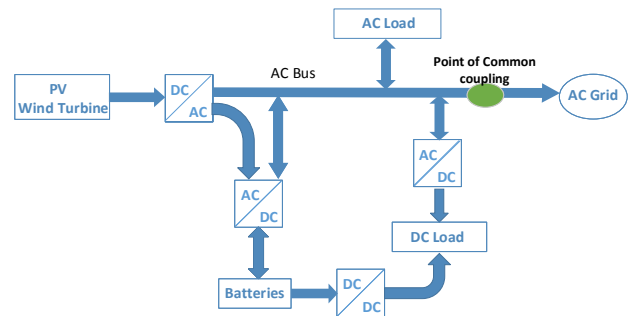 AC Load
Point of Common
coupling
AC Bus
PV
Wind Turbine
DC
AC
AC Grid
AC
DC
AC
DC
DC Load
Batteries
DC
DC